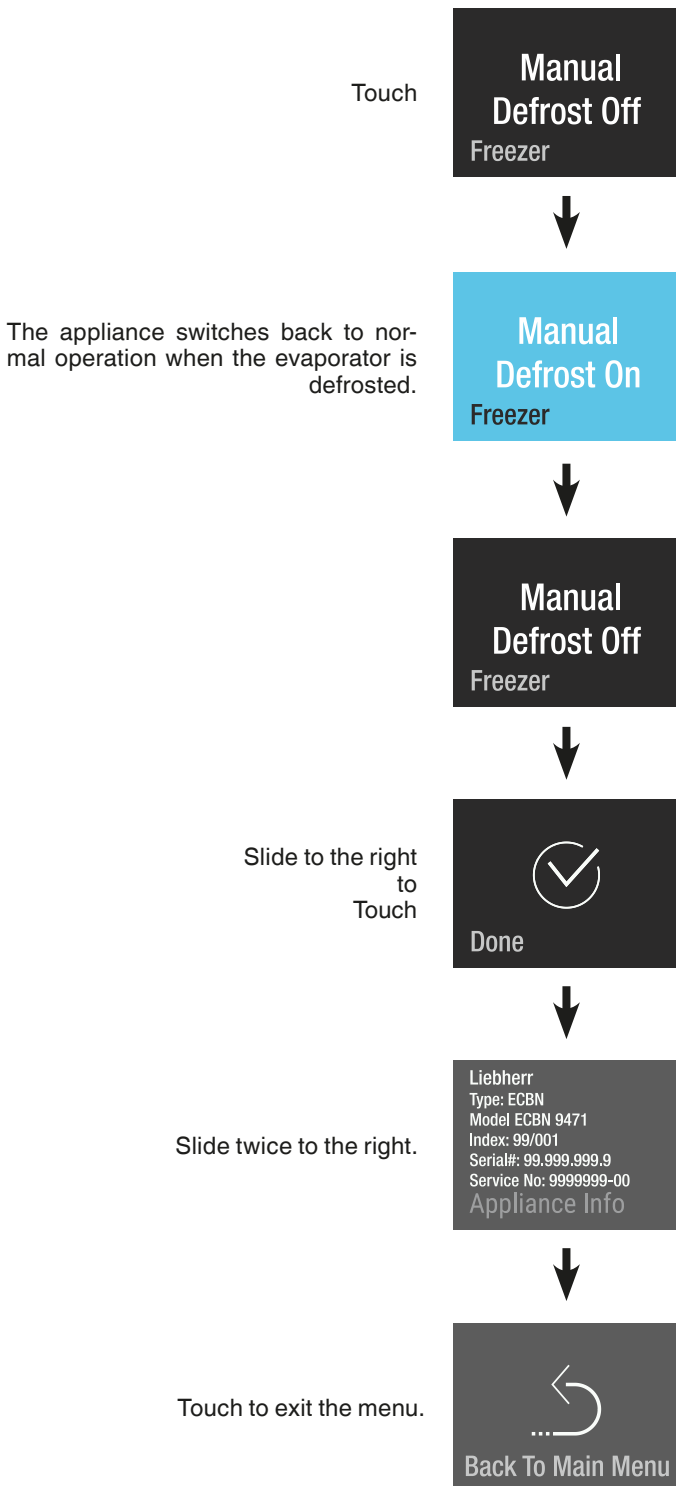 Touch
Manual
Defrost Off
Freezer
The appliance switches back to nor-
mal operation when the evaporator is
defrosted.
Manual
Defrost On
Freezer
Manual
Defrost Off
Freezer
Slide to the right
to
Touch
Done
Slide twice to the right.
Liebherr
Type: ECBN
Model ECBN 9471
Index: 99/001
Serial#: 99.999.999.9
Service No: 9999999-00
Appliance Info
Touch to exit the menu.
Back To Main Menu